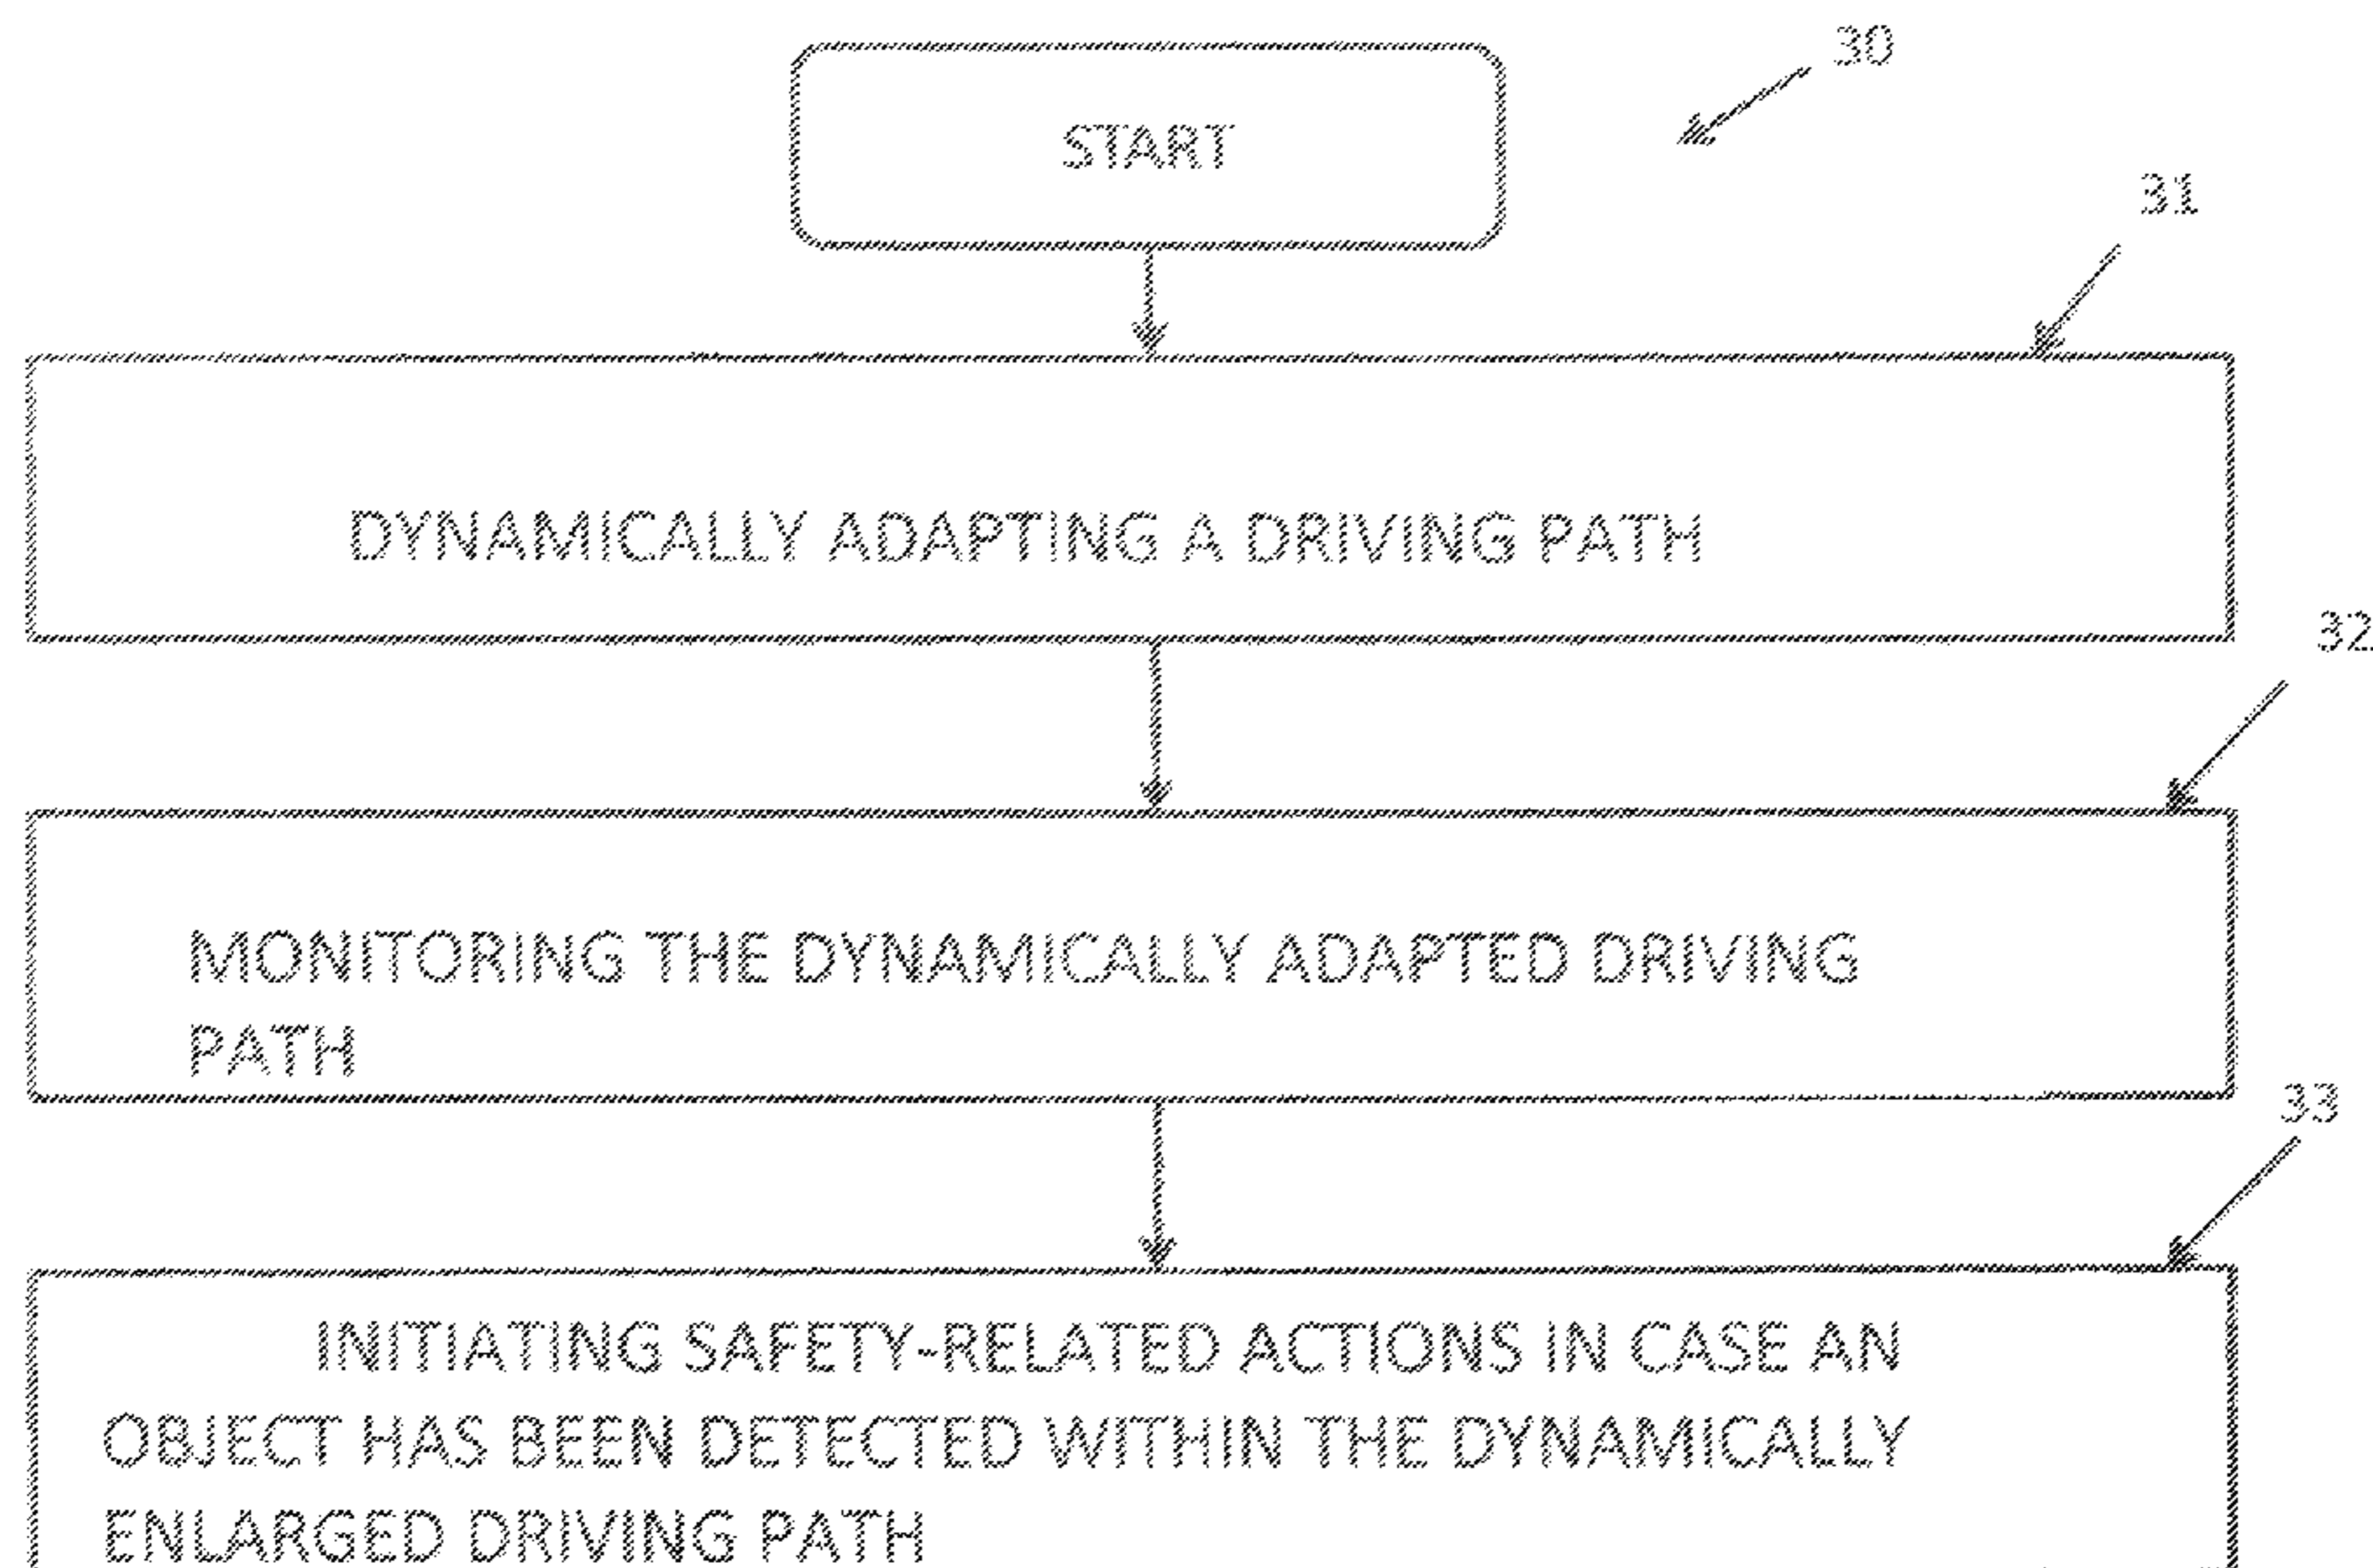 30
START
31
DYNAMICALLY ADAPTING A DRIVING PATH
32
MONITORING THE DYNAMICALLY ADAPTED DRIVING
PATH
33
INITIATING SAFETY-RELATED ACTIONS IN CASE AN
OBJECT HAS BEEN DETECTED WITHIN THE DYNAMICALLY
ENLARGED DRIVING PATH